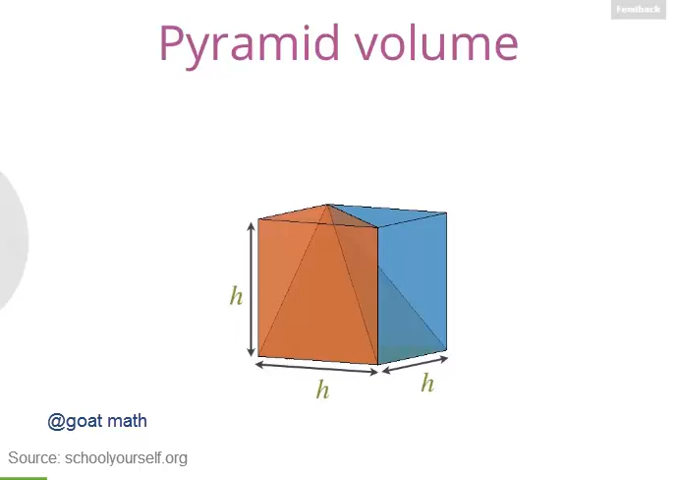 Feedback
Pyramid volume
h
h
h
@goat math
Source: schoolyourself.org